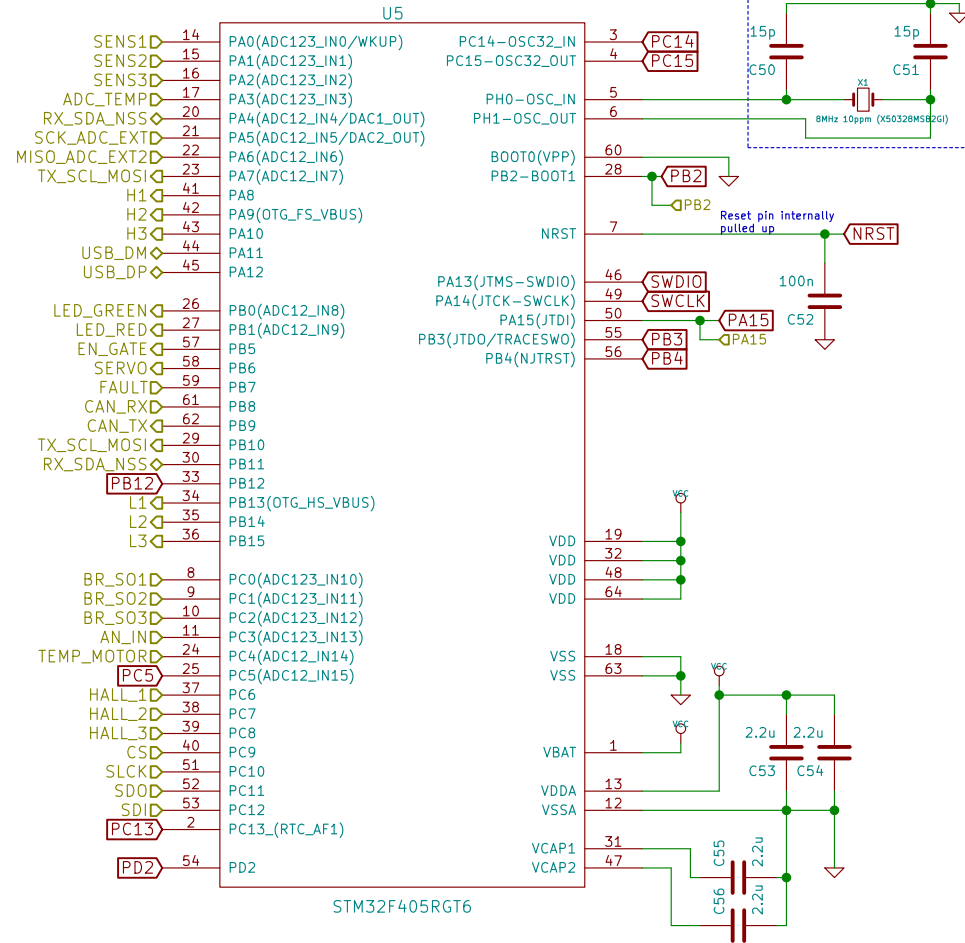 U5
SENS1 14 PA0(ADC123_IN0/WKUP)
SENS2 15 PA1(ADC123_IN1)
SENS3 16 PA2(ADC123_IN2)
ADC_TEMP 17 PA3(ADC123_IN3)
RX_SDA_NSS 20 PA4(ADC12_IN4/DAC1_OUT)
SCK_ADC_EXT 21 PA5(ADC12_IN5/DAC2_OUT)
MISO_ADC_EXT2 22 PA6(ADC12_IN6)
TX_SCL_MOSI 23 PA7(ADC12_IN7)
H1 41 PA8
H2 42 PA9(OTG_FS_VBUS)
H3 43 PA10
USB_DM 44 PA11
USB_DP 45 PA12
LED_GREEN 26 PB0(ADC12_IN8)
LED_RED 27 PB1(ADC12_IN9)
EN_GATE 57 PB5
SERVO 58 PB6
FAULT 59 PB7
CAN_RX 61 PB8
CAN_TX 62 PB9
TX_SCL_MOSI 29 PB10
RX_SDA_NSS 30 PB11
PB12 33 PB12
L1 34 PB13(OTG_HS_VBUS)
L2 35 PB14
L3 36 PB15
BR_SO1 8 PC0(ADC123_IN10)
BR_SO2 9 PC1(ADC123_IN11)
BR_SO3 10 PC2(ADC123_IN12)
AN_IN 11 PC3(ADC123_IN13)
TEMP_MOTOR 24 PC4(ADC12_IN14)
PC5 25 PC5(ADC12_IN15)
HALL_1 37 PC6
HALL_2 38 PC7
HALL_3 39 PC8
CS 40 PC9
SLCK 51 PC10
SDO 52 PC11
SDI 53 PC12
PC13 2 PC13_(RTC_AF1)
PD2 54 PD2
STM32F405RGT6
PC14-OSC32_IN 3 PC14
PC15-OSC32_OUT 4 PC15
PH0-OSC_IN 5
PH1-OSC_OUT 6
BOOT0(VPP) 60
PB2-BOOT1 28 PB2
PB2
NRST 7 NRST
PA13(JTMS-SWDIO) 46 SWDIO
PA14(JTCK-SWCLK) 49 SWCLK
PA15(JTDI) 50 PA15
PB3(JTDO/TRACESWO) 55 PB3
PA15
PB4(NJTRST) 56 PB4
VDD 19
VDD 32
VDD 48
VDD 64
VSS 18
VSS 63
VBAT 1
VDDA 13
VSSA 12
VCAP1 31
VCAP2 47
15p
C50
15p
C51
X1
8MHz 10ppm (X50328MSB2GI)
Reset pin internally
pulled up
100n
C52
VCC
VCC
VCC
2.2u
C53
2.2u
C54
C55
2.2u
C56
2.2u